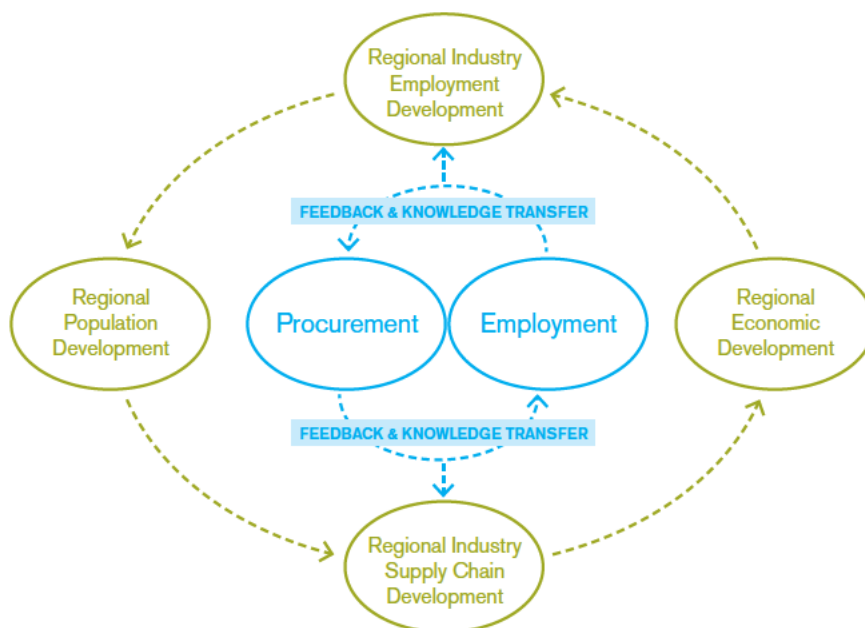 Regional Industry
Employment
Development
FEEDBACK & KNOWLEDGE TRANSFER
Regional
Population
Development
Procurement
Employment
Regional
Economic
Development
FEEDBACK & KNOWLEDGE TRANSFER
Regional Industry
Supply Chain
Development